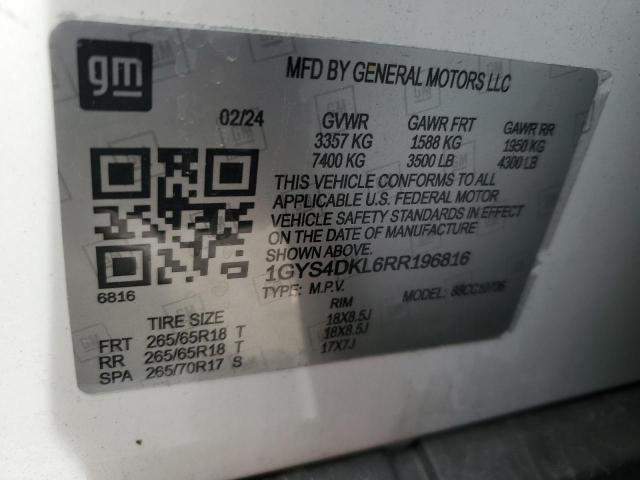 gm
MFD BY GENERAL MOTORS LLC
02/24 GVWR GAWR FRT GAWR RR
3357 KG 1588 KG 1950 KG
7400 KG 3500 LB 4300 LB
THIS VEHICLE CONFORMS TO ALL
APPLICABLE U.S. FEDERAL MOTOR
VEHICLE SAFETY STANDARDS IN EFFECT
ON THE DATE OF MANUFACTURE
SHOWN ABOVE.
1GYS4DKL6RR196816
6816 TYPE: M.P.V. MODEL:
TIRE SIZE RIM
FRT 265/65R18 T 18X8.5J
RR 265/65R18 T 18X8.5J
SPA 265/70R17 S 17X7J